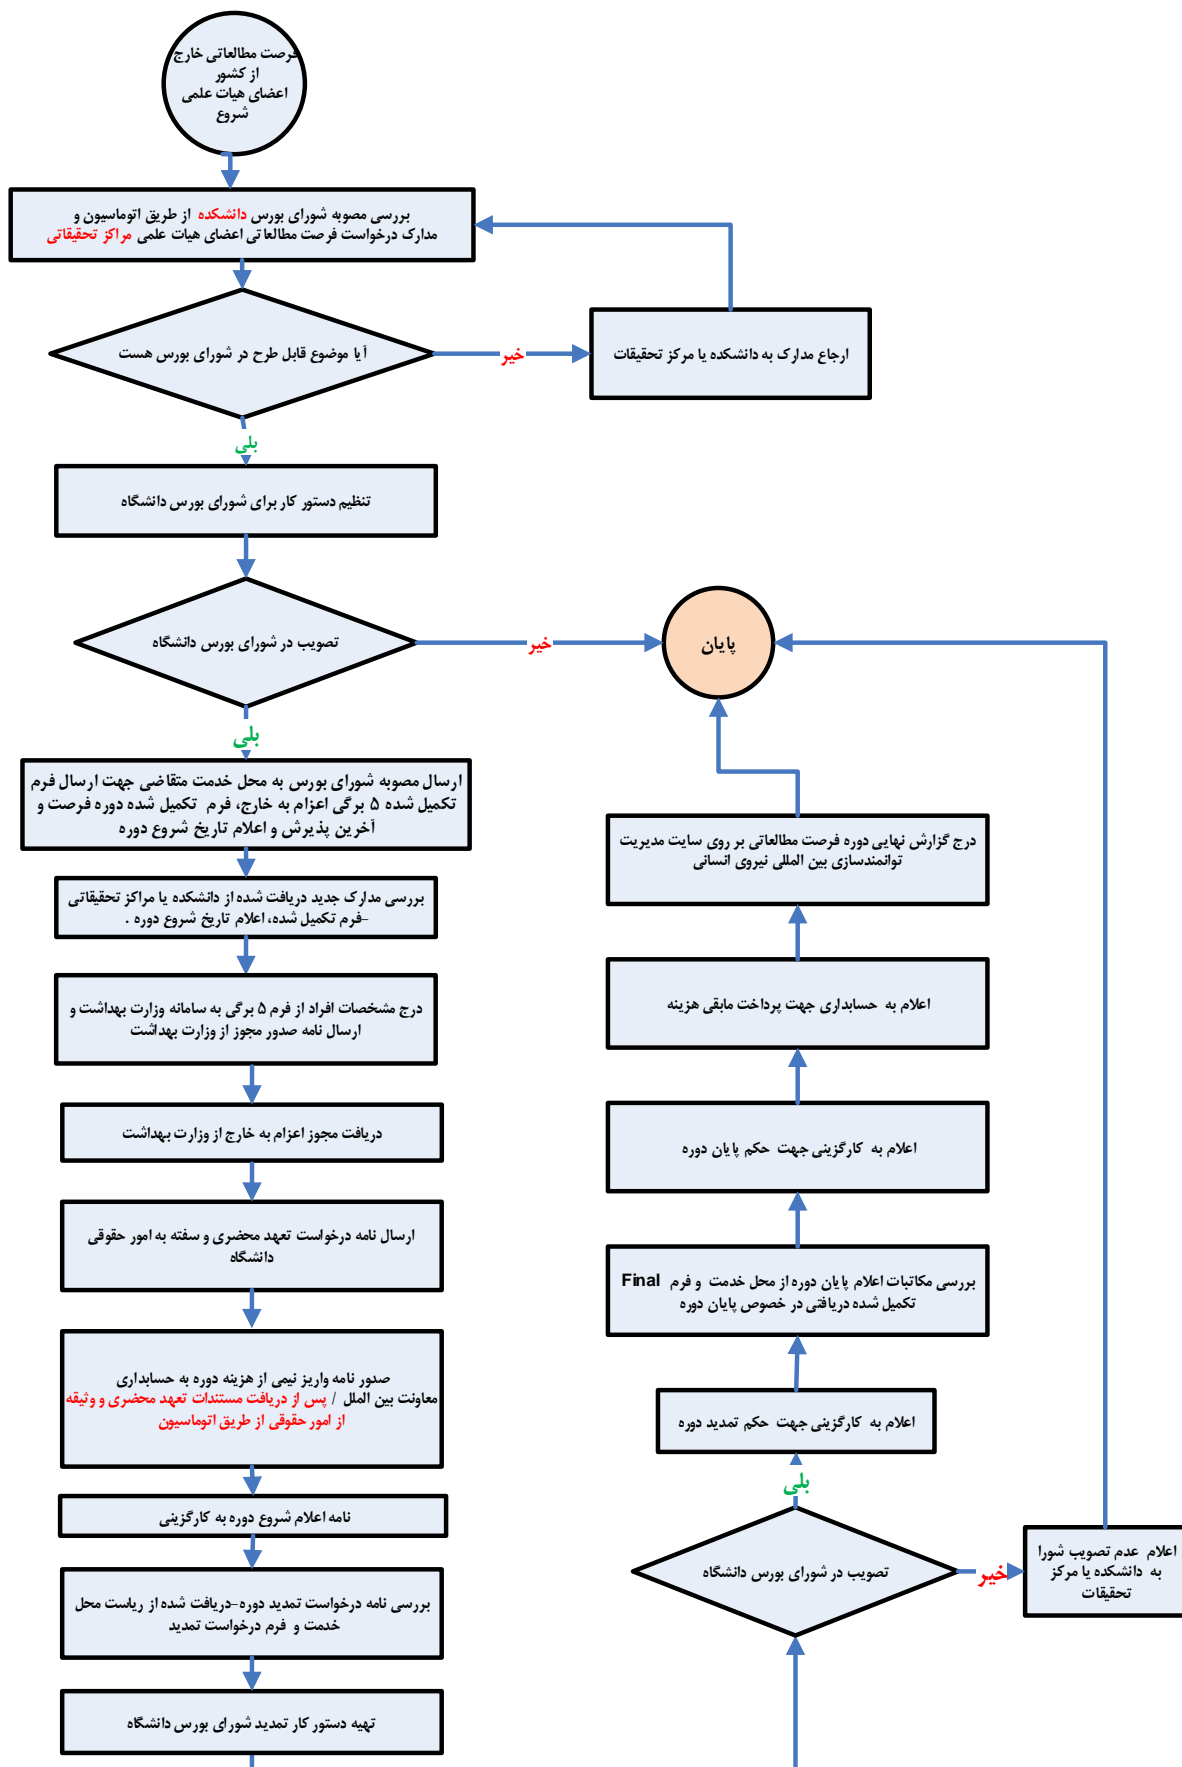 فرصت مطالعاتی خارج
از کشور
اعضای هیات علمی
شروع
بررسی مصوبه شورای بورس دانشکده از طریق اتوماسیون و
مدارک درخواست فرصت مطالعاتی اعضای هیات علمی مراکز تحقیقاتی
آیا موضوع قابل طرح در شورای بورس هست
خیر
ارجاع مدارک به دانشکده یا مرکز تحقیقات
بلی
تنظیم دستور کار برای شورای بورس دانشگاه
تصویب در شورای بورس دانشگاه
خیر
پایان
بلی
ارسال مصوبه شورای بورس به محل خدمت متقاضی جهت ارسال فرم
تکمیل شده ۵ برگی اعزام به خارج، فرم تکمیل شده دوره فرصت و
آخرین پذیرش و اعلام تاریخ شروع دوره
بررسی مدارک جدید دریافت شده از دانشکده یا مراکز تحقیقاتی
-فرم تکمیل شده، اعلام تاریخ شروع دوره .
درج مشخصات افراد از فرم ۵ برگی به سامانه وزارت بهداشت و
ارسال نامه صدور مجوز از وزارت بهداشت
دریافت مجوز اعزام به خارج از وزارت بهداشت
ارسال نامه درخواست تعهد محضری و سفته به امور حقوقی
دانشگاه
صدور نامه واریز نیمی از هزینه دوره به حسابداری
معاونت بین الملل / پس از دریافت مستندات تعهد محضری و وثیقه
از امور حقوقی از طریق اتوماسیون
نامه اعلام شروع دوره به کارگزینی
بررسی نامه درخواست تمدید دوره-دریافت شده از ریاست محل
خدمت و فرم درخواست تمدید
تهیه دستور کار تمدید شورای بورس دانشگاه
درج گزارش نهایی دوره فرصت مطالعاتی بر روی سایت مدیریت
توانمندسازی بین المللی نیروی انسانی
اعلام به حسابداری جهت پرداخت مابقی هزینه
اعلام به کارگزینی جهت حکم پایان دوره
بررسی مکاتبات اعلام پایان دوره از محل خدمت و فرم Final
تکمیل شده دریافتی در خصوص پایان دوره
اعلام به کارگزینی جهت حکم تمدید دوره
بلی
تصویب در شورای بورس دانشگاه
خیر
اعلام عدم تصویب شورا
به دانشکده یا مرکز
تحقیقات